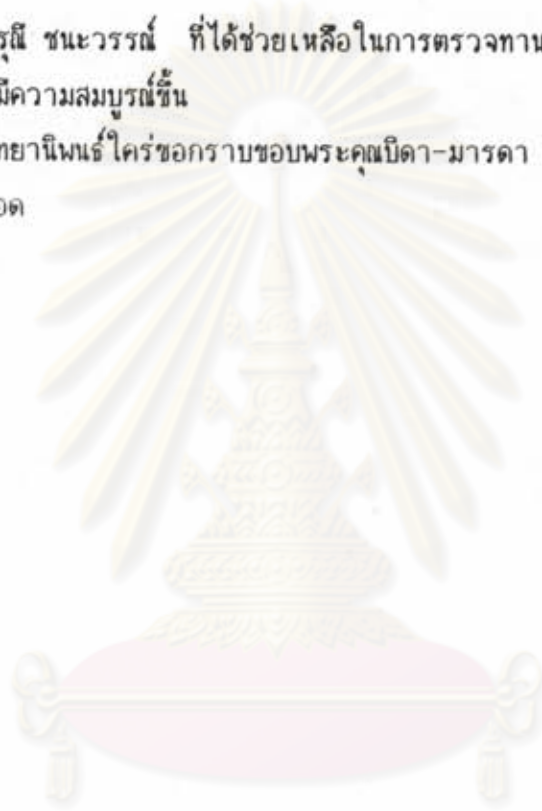 รุณี ชนะวรรณ์ ที่ได้ช่วยเหลือในการตรวจทาน
มีความสมบูรณ์ขึ้น
ทยานิพนธ์ใคร่ขอกราบขอบพระคุณบิดา-มารดา
อด